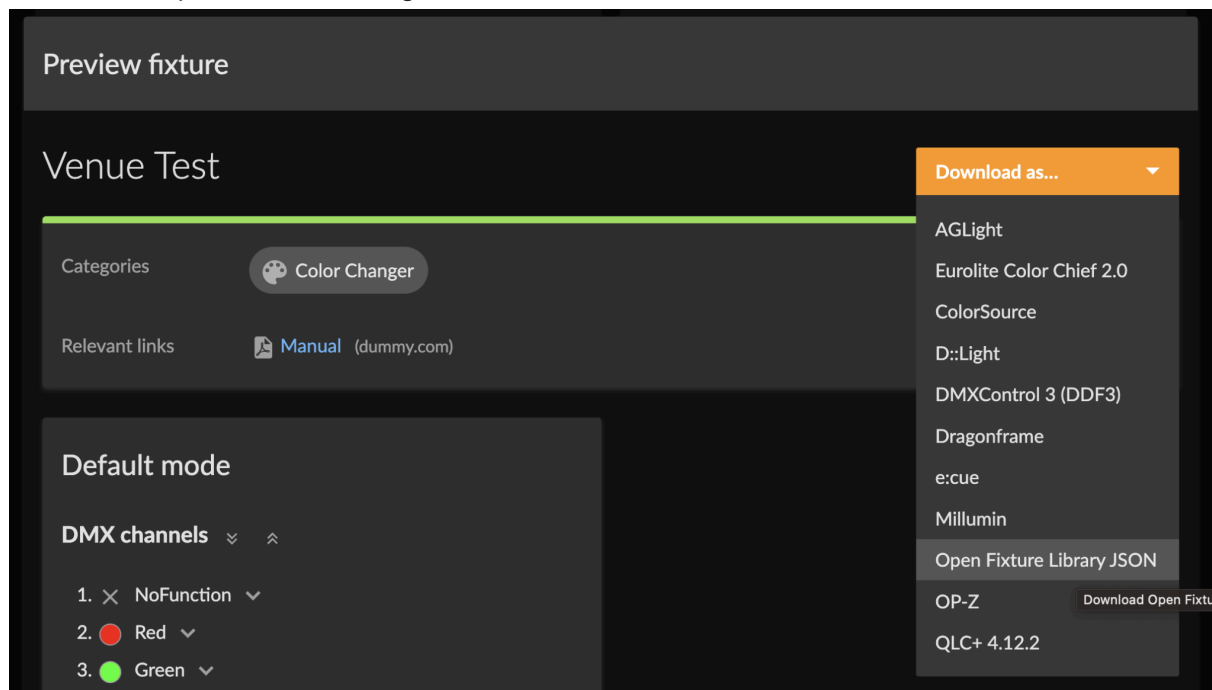 Preview fixture
Venue Test
Download as...
AGLight
Eurolite Color Chief 2.0
ColorSource
D::Light
DMXControl 3 (DDF3)
Dragonframe
e:cue
Millumin
Open Fixture Library JSON
OP-Z
QLC+ 4.12.2
Download Open Fixtu
Categories
Color Changer
Relevant links
Manual (dummy.com)
Default mode
DMX channels
1. NoFunction
2. Red
3. Green